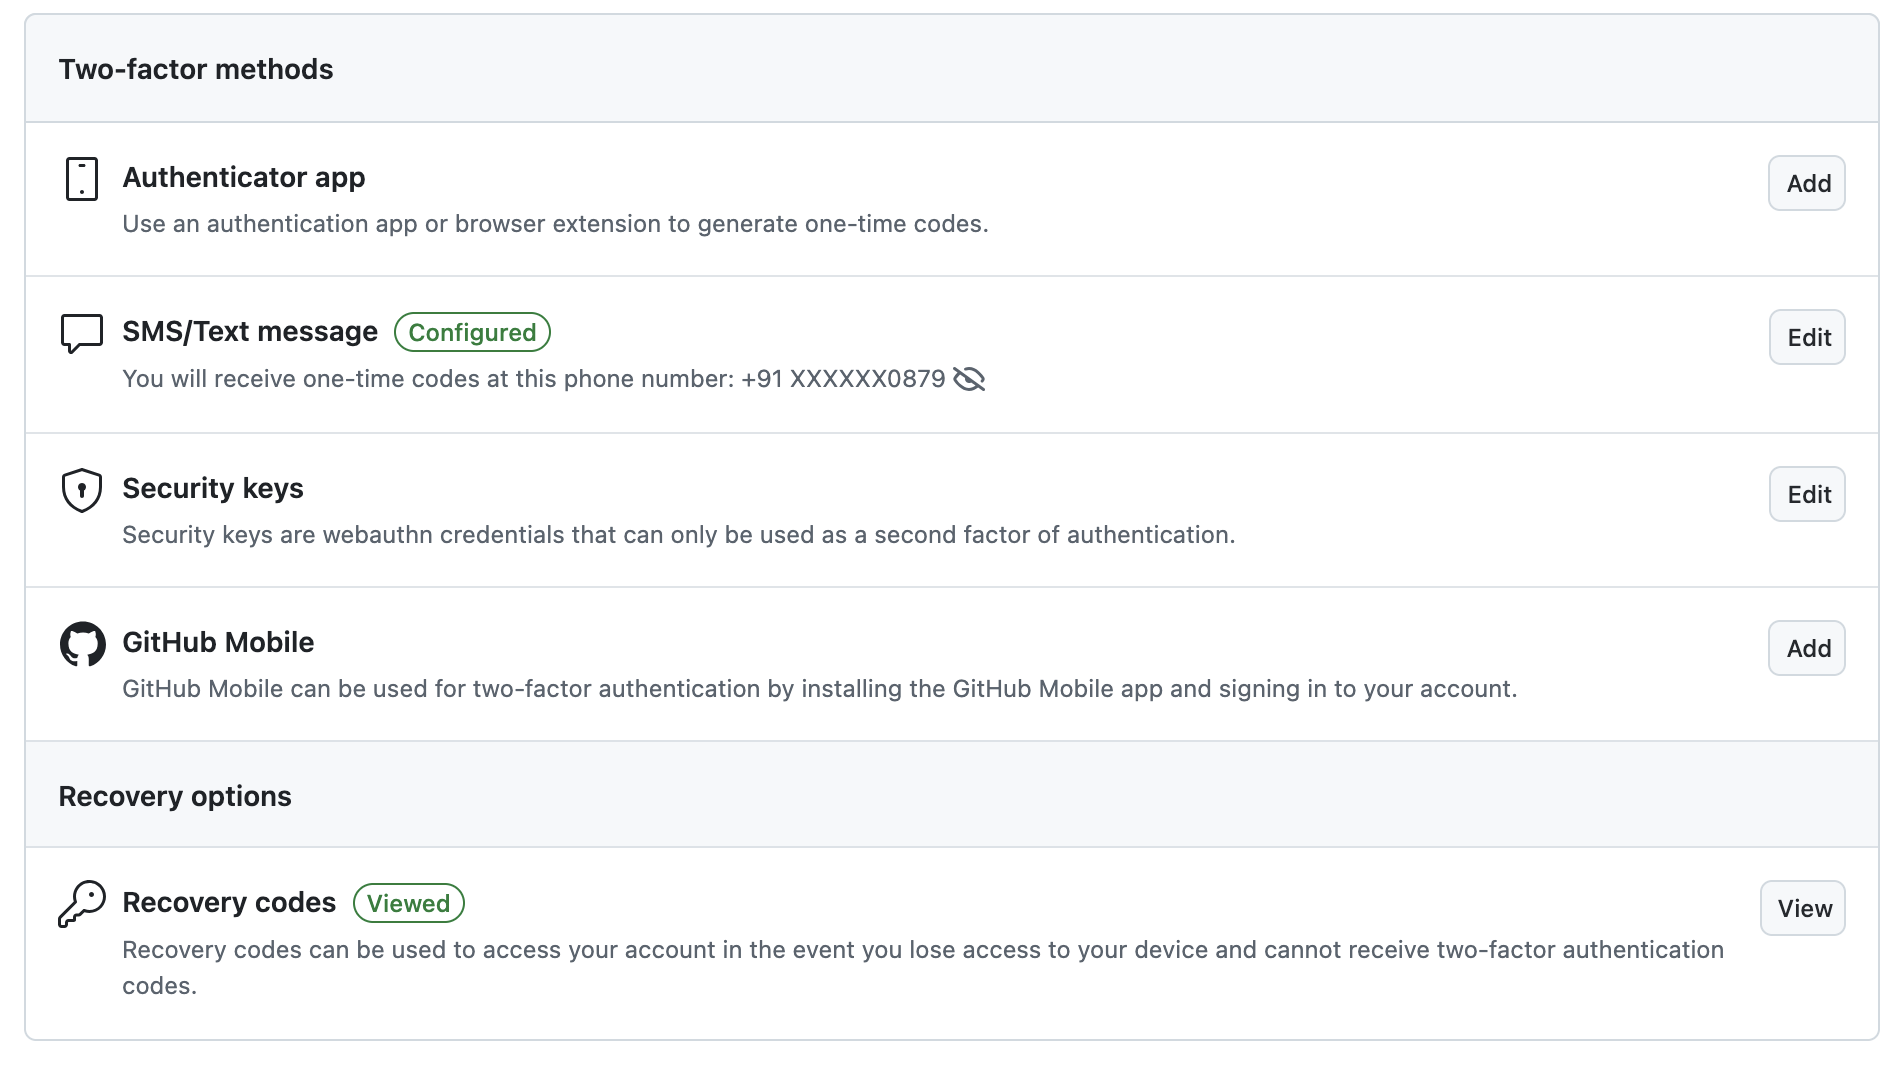 Two-factor methods
Authenticator app
Add
Use an authentication app or browser extension to generate one-time codes.
SMS/Text message Configured
Edit
You will receive one-time codes at this phone number: +91 XXXXXX0879
Security keys
Edit
Security keys are webauthn credentials that can only be used as a second factor of authentication.
GitHub Mobile
Add
GitHub Mobile can be used for two-factor authentication by installing the GitHub Mobile app and signing in to your account.
Recovery options
Recovery codes Viewed
View
Recovery codes can be used to access your account in the event you lose access to your device and cannot receive two-factor authentication
codes.